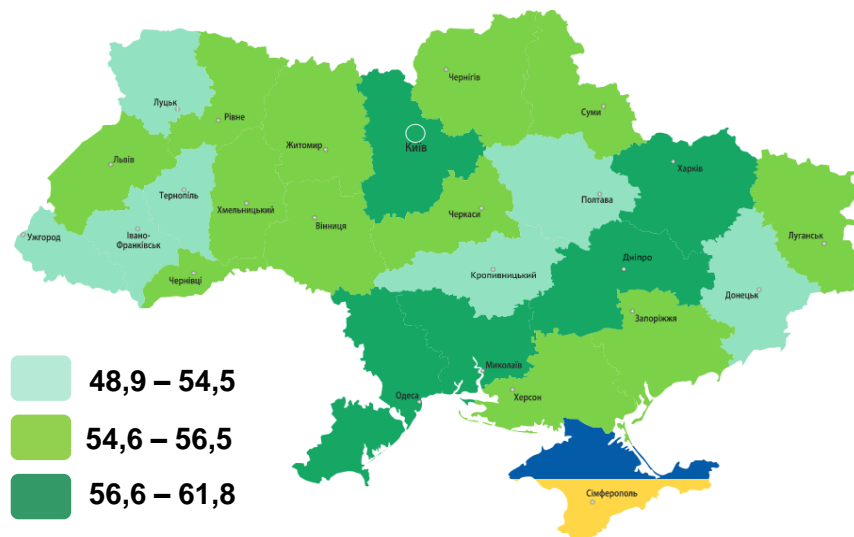 Чернігів
Луцьк
Рівне
Суми
Житомир
Київ
Львів
Харків
Тернопіль
Хмельницький
Черкаси
Полтава
Вінниця
Ужгород
Івано-
Франківськ
Луганськ
Чернівці
Кропивницький
Дніпро
Донецьк
Запоріжжя
Миколаїв
Одеса
Херсон
Сімферополь
48,9 – 54,5
54,6 – 56,5
56,6 – 61,8